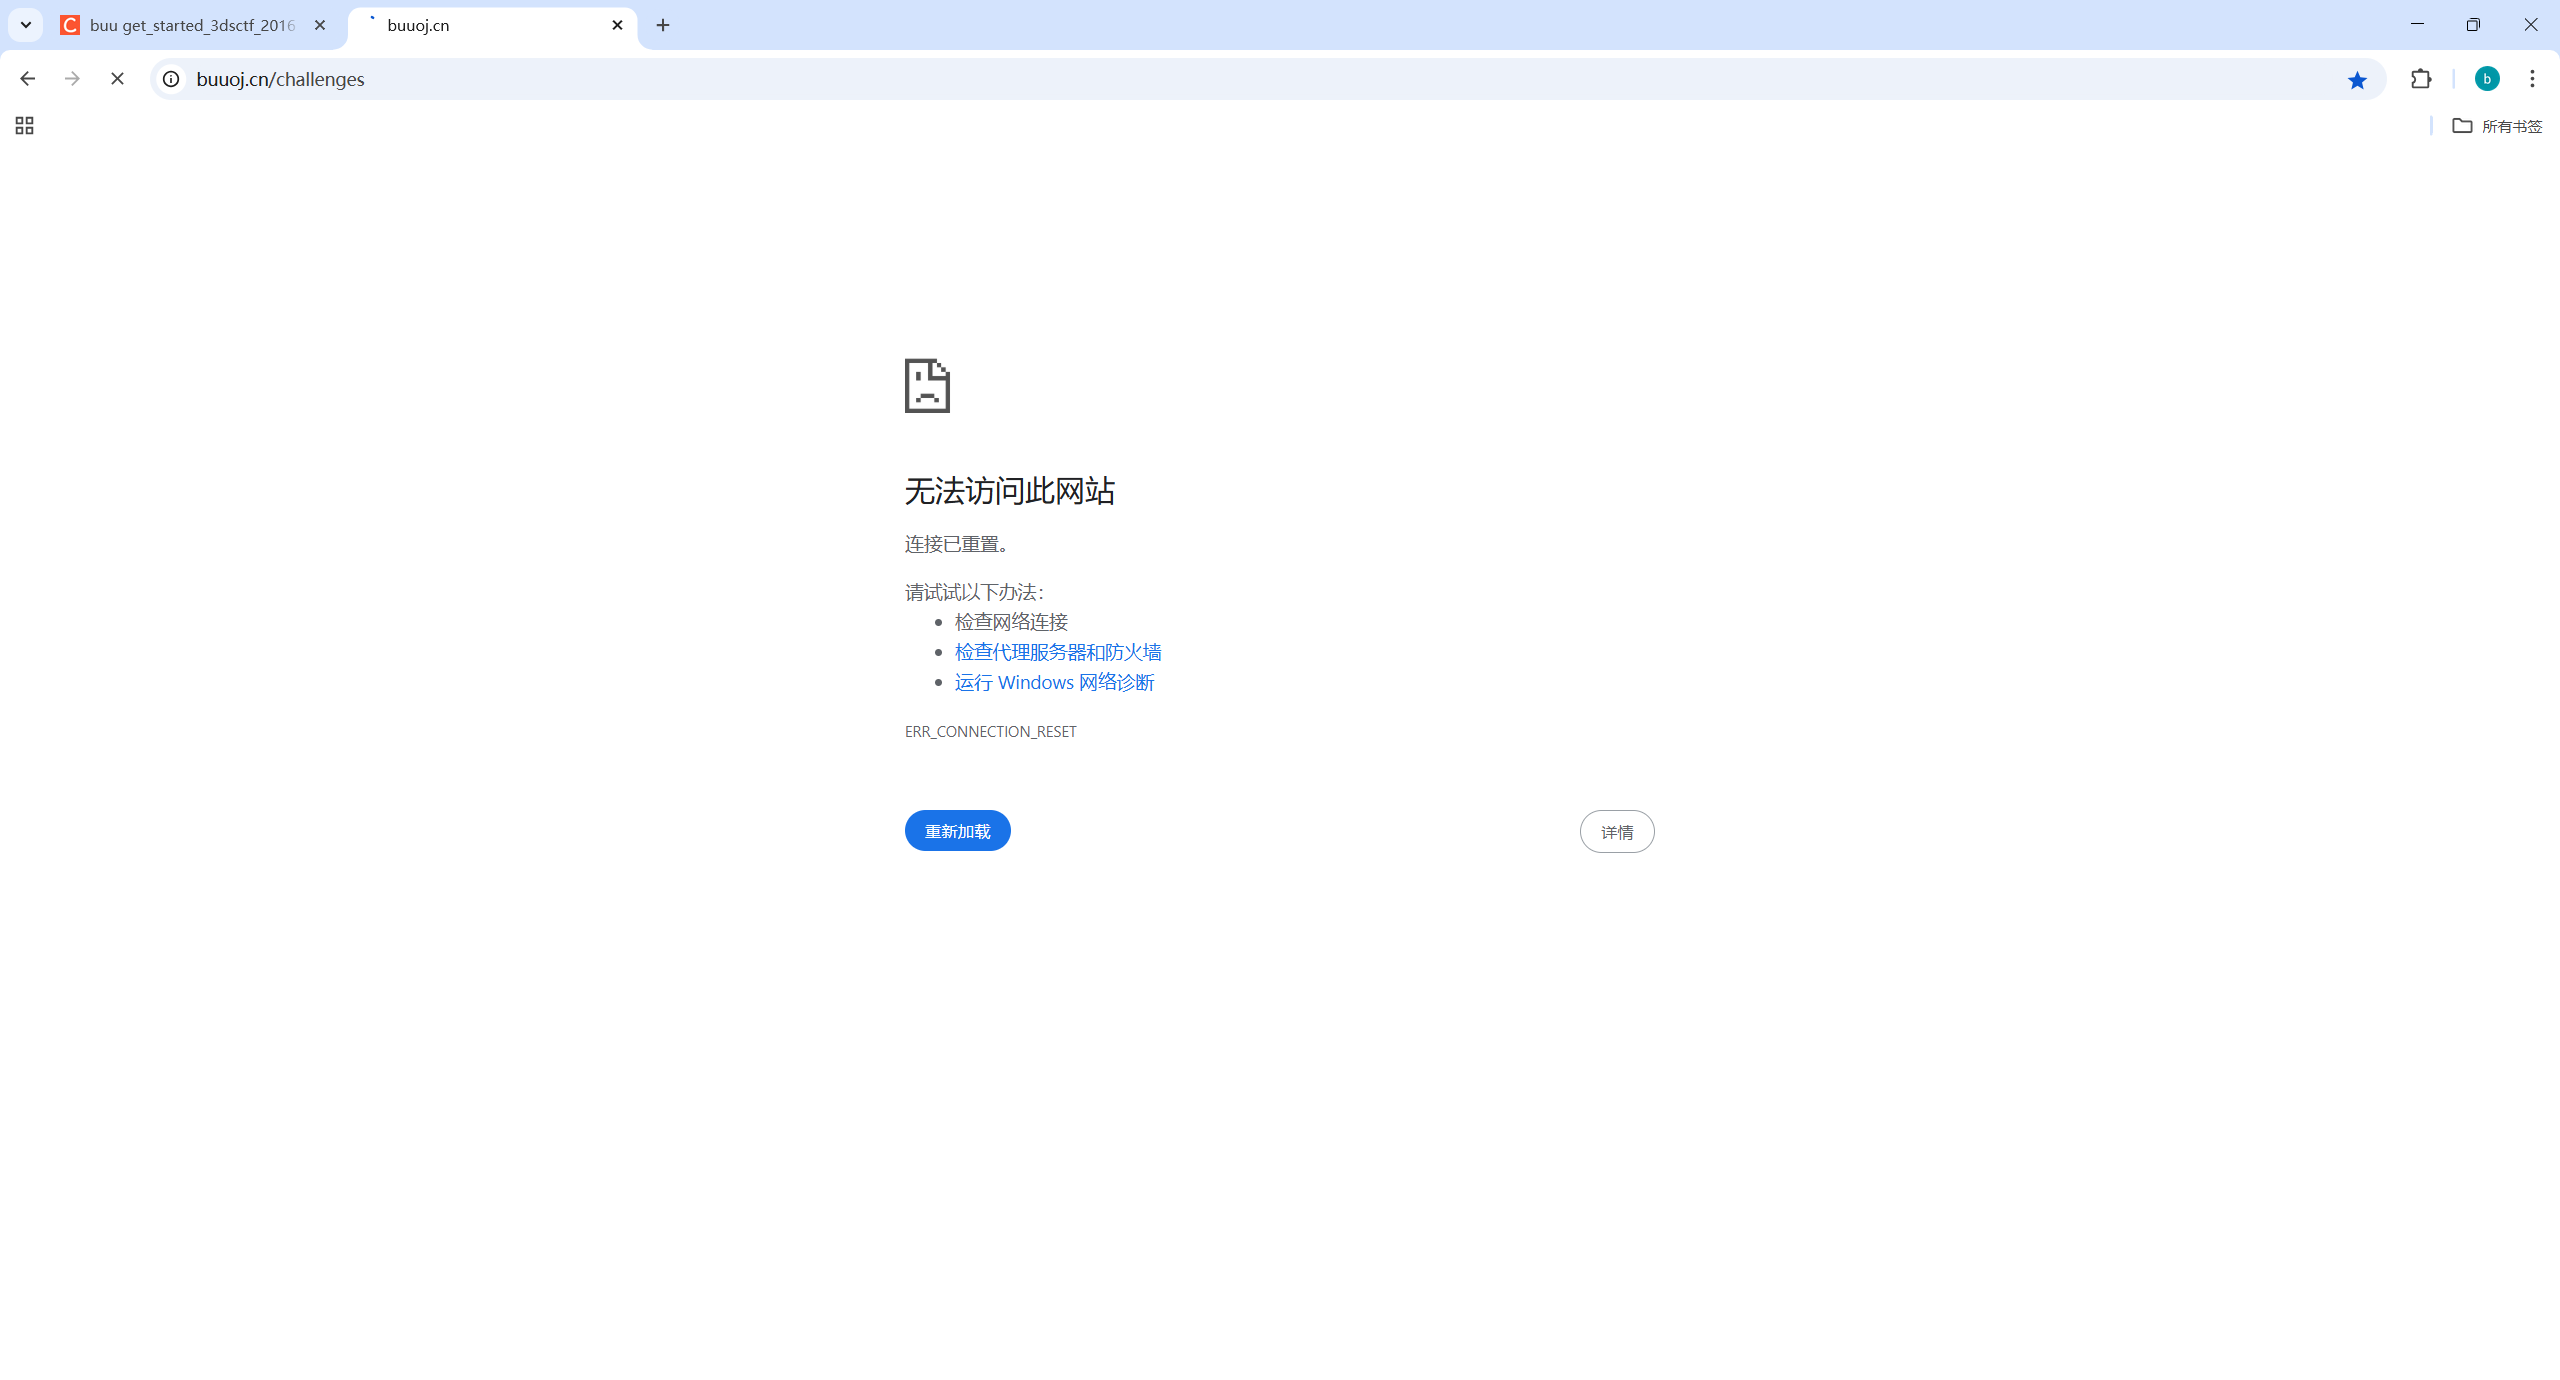 buu get_started_3dsctf_2016
buuoj.cn
buuoj.cn/challenges
b
所有书签
无法访问此网站
连接已重置。
请试试以下办法：
检查网络连接
检查代理服务器和防火墙
运行 Windows 网络诊断
ERR_CONNECTION_RESET
重新加载
详情